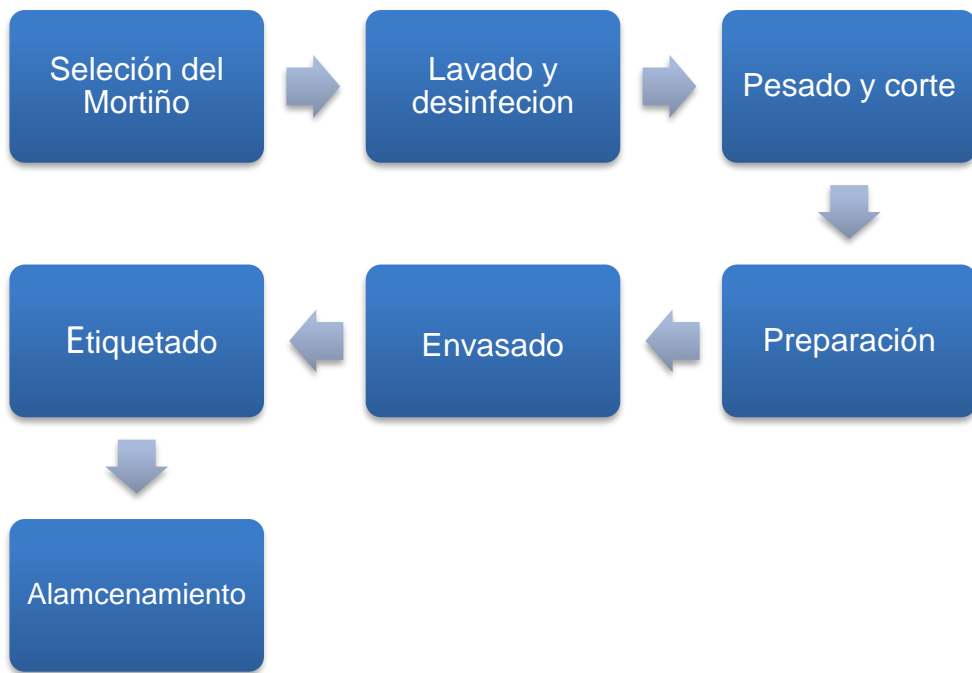 Seleción del
Mortiño
Lavado y
desinfecion
Pesado y corte
Preparación
Envasado
Etiquetado
Alamcenamiento